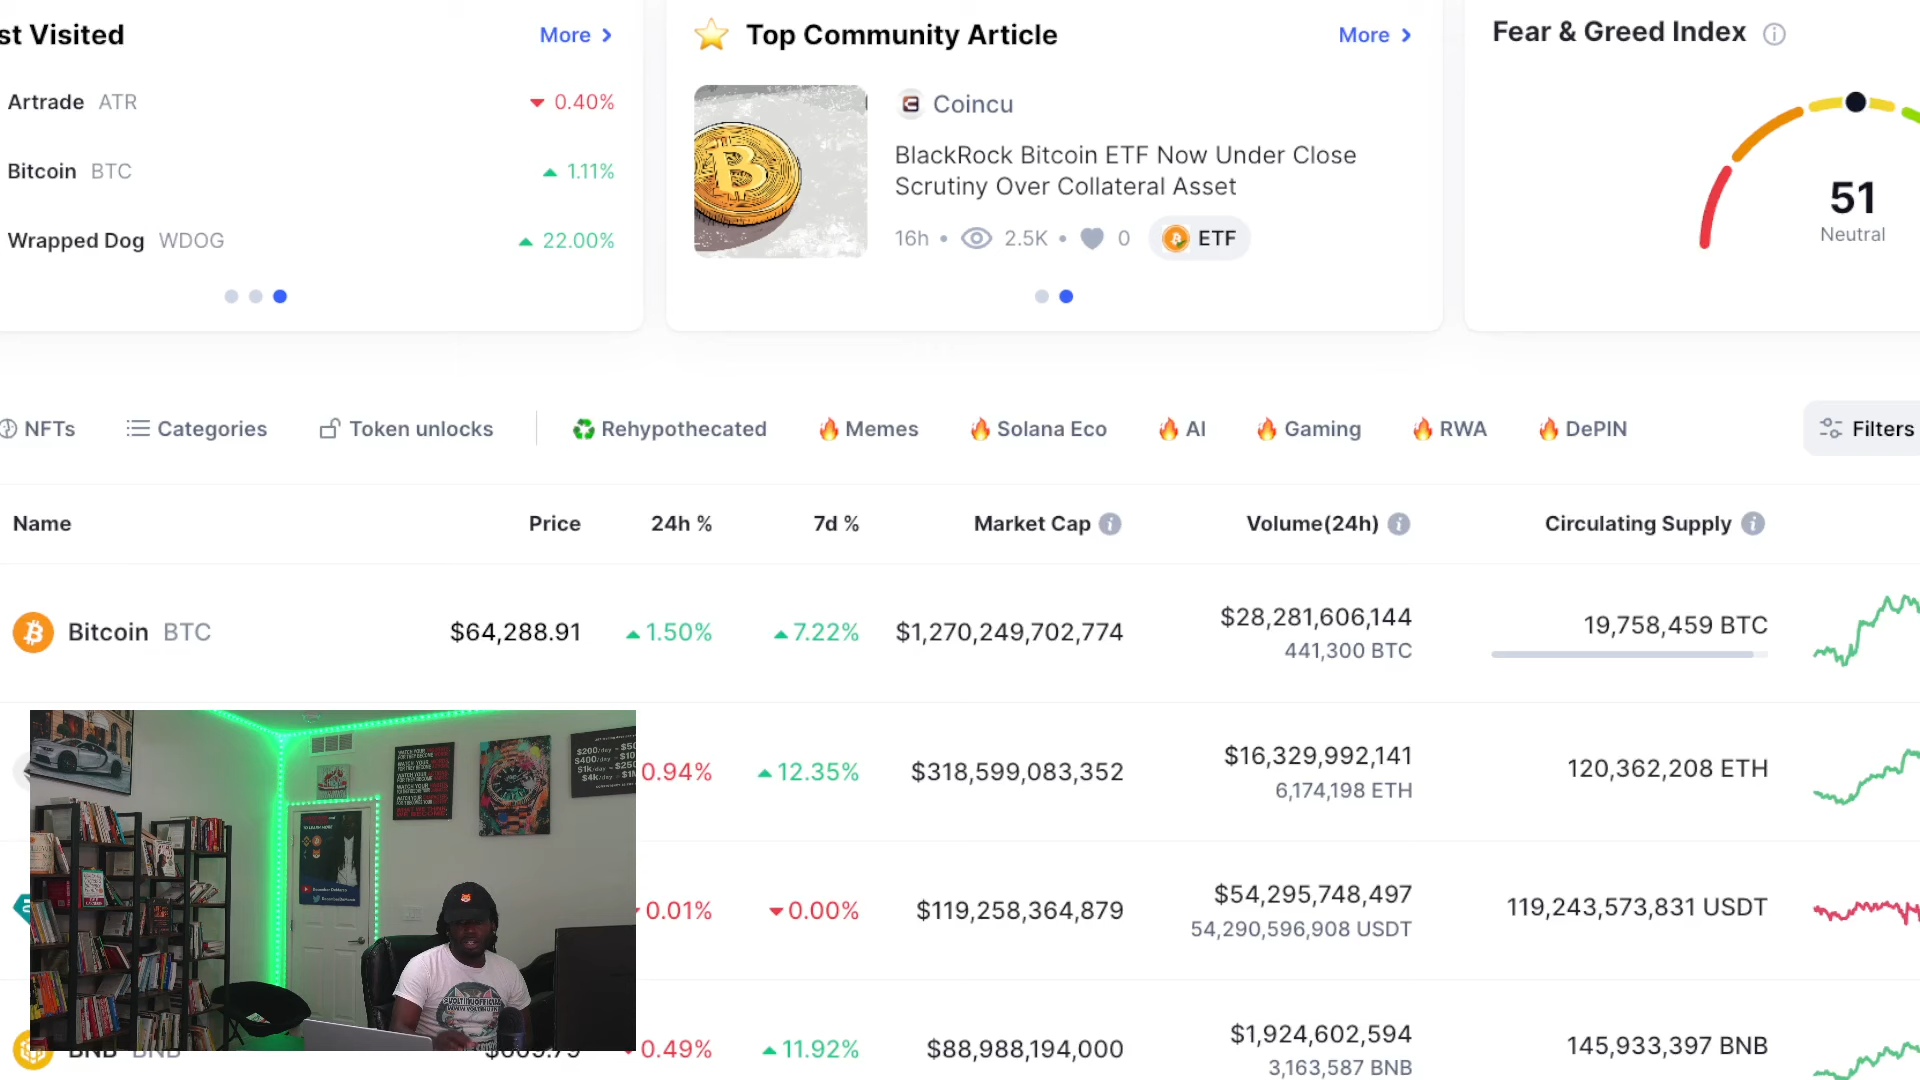 st Visited
More
Artrade ATR
0.40%
Bitcoin BTC
1.11%
Wrapped Dog WDOG
22.00%
Top Community Article
More
Coincu
BlackRock Bitcoin ETF Now Under Close
Scrutiny Over Collateral Asset
16h • 2.5K • 0 ETF
Fear & Greed Index
51
Neutral
NFTs Categories Token unlocks Rehypothecated Memes Solana Eco AI Gaming RWA DePIN Filters
Name Price 24h % 7d % Market Cap Volume(24h) Circulating Supply
Bitcoin BTC $64,288.91 1.50% 7.22% $1,270,249,702,774 $28,281,606,144 19,758,459 BTC
441,300 BTC
0.94% 12.35% $318,599,083,352 $16,329,992,141 120,362,208 ETH
6,174,198 ETH
0.01% 0.00% $119,258,364,879 $54,295,748,497 119,243,573,831 USDT
54,290,596,908 USDT
BNB BNB 0.49% 11.92% $88,988,194,000 $1,924,602,594 145,933,397 BNB
3,163,587 BNB